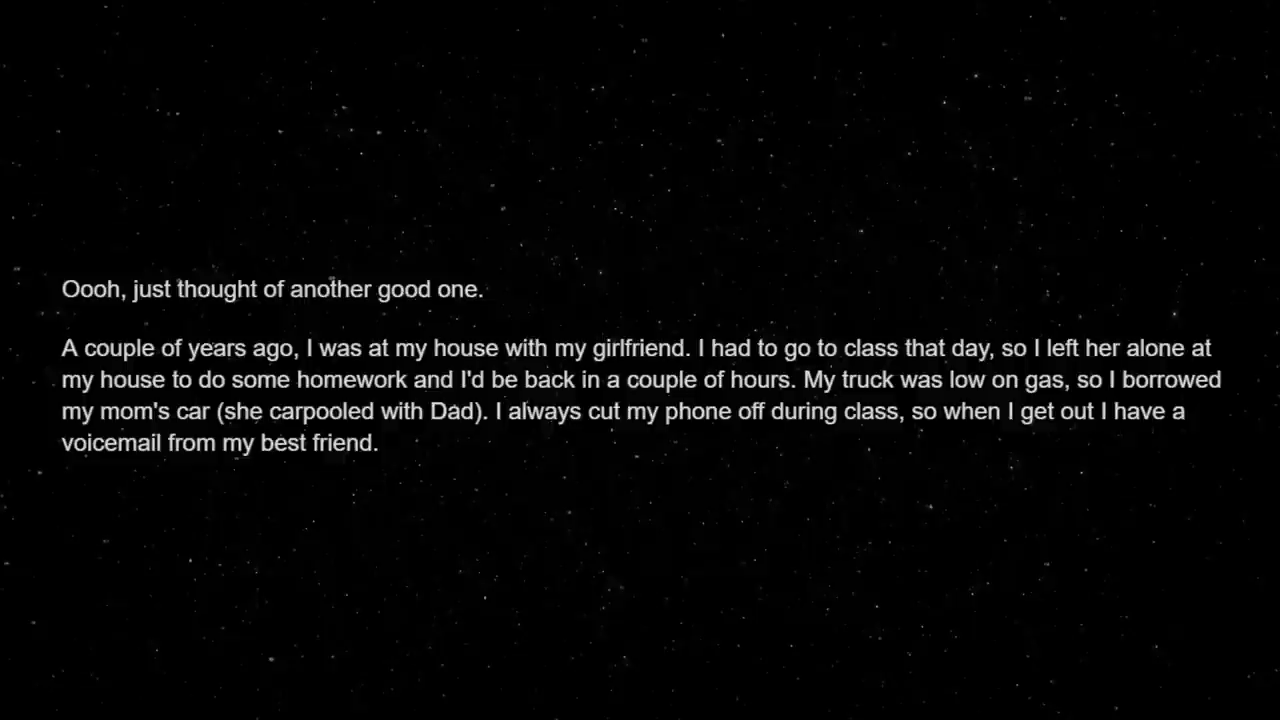 Oooh, just thought of another good one.
A couple of years ago, I was at my house with my girlfriend. I had to go to class that day, so I left her alone at
my house to do some homework and I'd be back in a couple of hours. My truck was low on gas, so I borrowed
my mom's car (she carpooled with Dad). I always cut my phone off during class, so when I get out I have a
voicemail from my best friend.